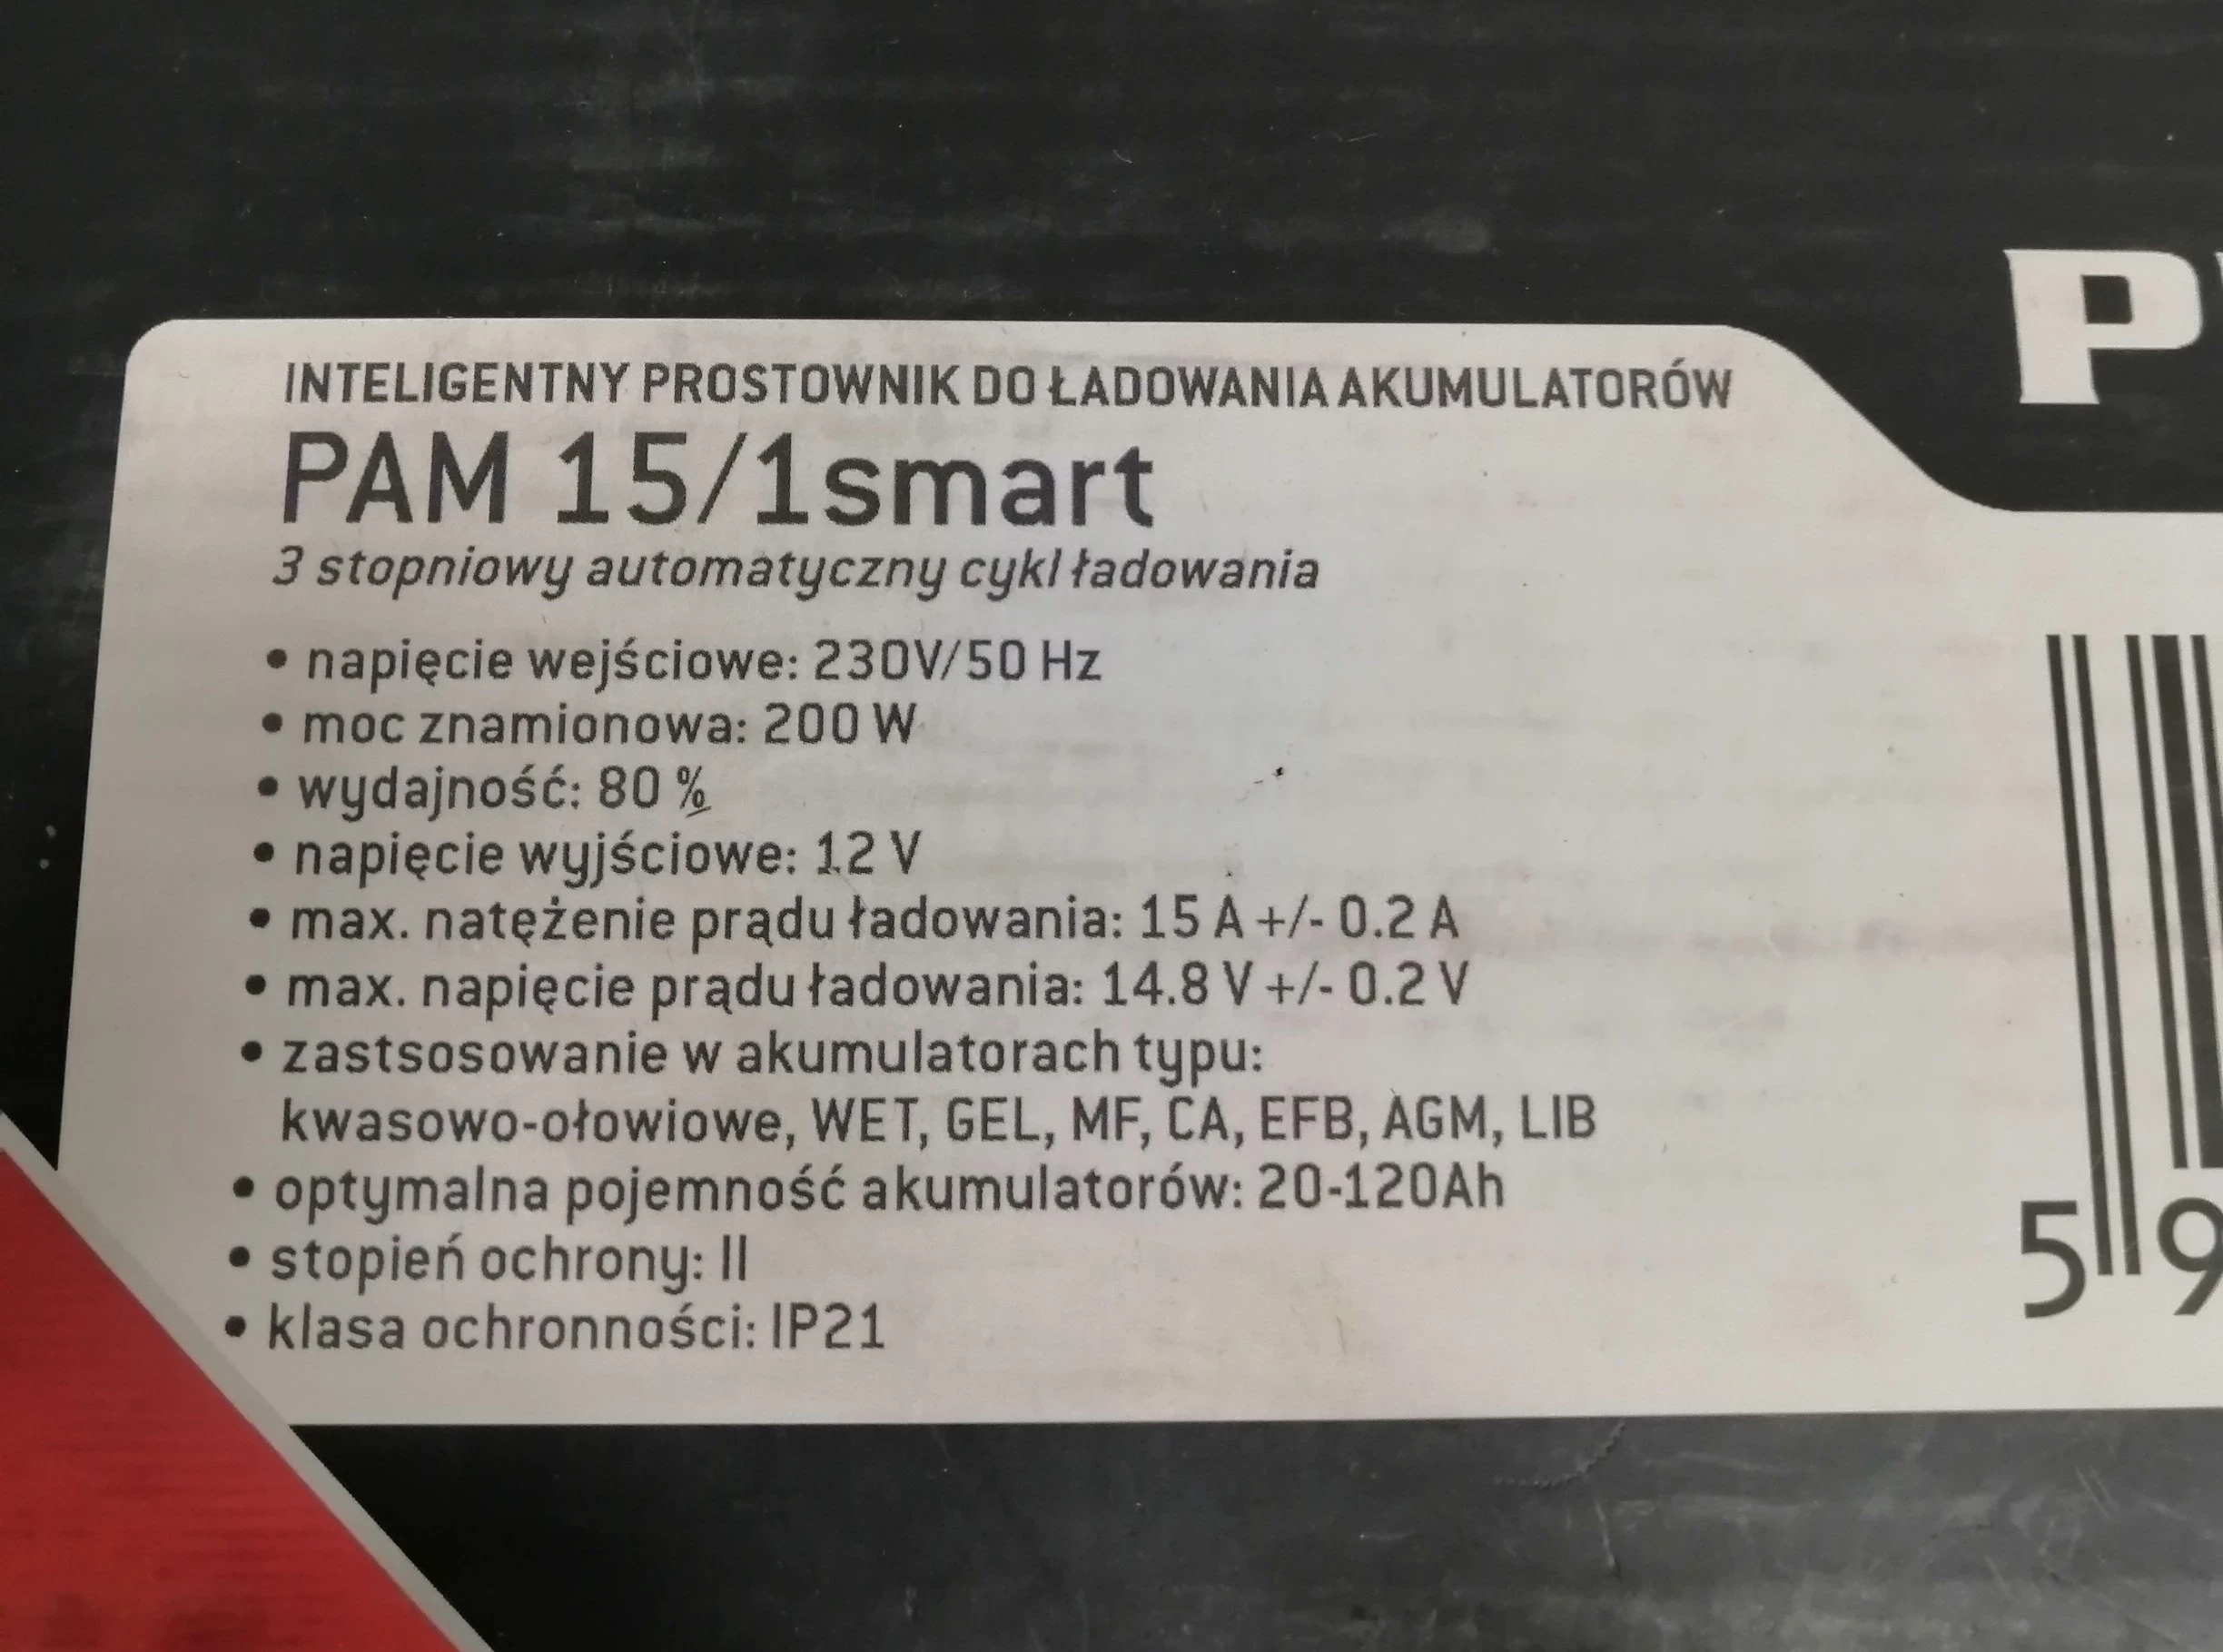 INTELIGENTNY PROSTOWNIK DO ŁADOWANIA AKUMULATORÓW
PAM 15/1smart
3 stopniowy automatyczny cykl ładowania
• napięcie wejściowe: 230V/50 Hz
• moc znamionowa: 200 W
• wydajność: 80 %
• napięcie wyjściowe: 12 V
• max. natężenie prądu ładowania: 15 A +/- 0.2 A
• max. napięcie prądu ładowania: 14.8 V +/- 0.2 V
• zastsosowanie w akumulatorach typu:
kwasowo-ołowiowe, WET, GEL, MF, CA, EFB, AGM, LIB
• optymalna pojemność akumulatorów: 20-120Ah
• stopień ochrony: II
• klasa ochronności: IP21
P
5 9